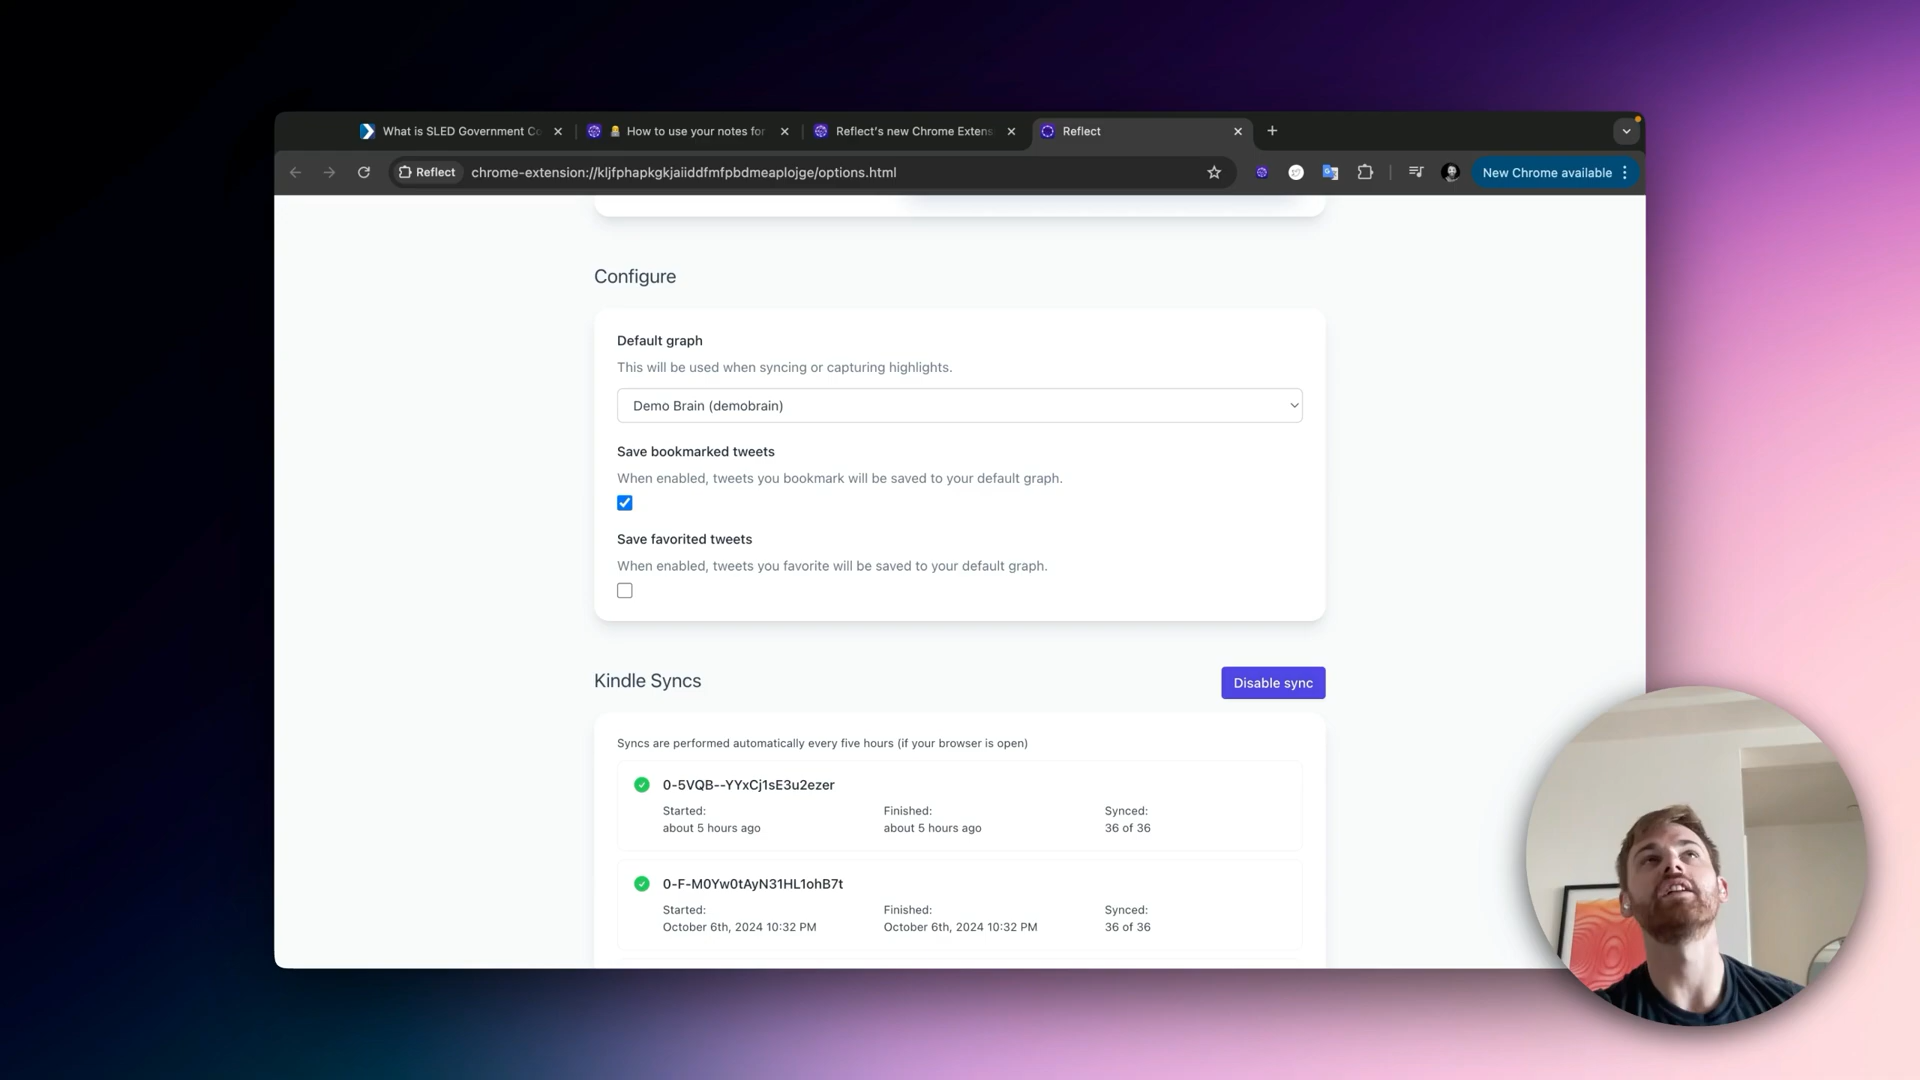 What is SLED Government Co
How to use your notes for
Reflect's new Chrome Extens
Reflect
Reflect
chrome-extension://kljfphapkgkjaiiddfmfpbdmeaplojge/options.html
New Chrome available
Configure
Default graph
This will be used when syncing or capturing highlights.
Demo Brain (demobrain)
Save bookmarked tweets
When enabled, tweets you bookmark will be saved to your default graph.
Save favorited tweets
When enabled, tweets you favorite will be saved to your default graph.
Kindle Syncs
Disable sync
Syncs are performed automatically every five hours (if your browser is open)
0-5VQB--YYxCj1sE3u2ezer
Started:
Finished:
Synced:
about 5 hours ago
about 5 hours ago
36 of 36
0-F-M0Yw0tAyN31HL1ohB7t
Started:
Finished:
Synced:
October 6th, 2024 10:32 PM
October 6th, 2024 10:32 PM
36 of 36